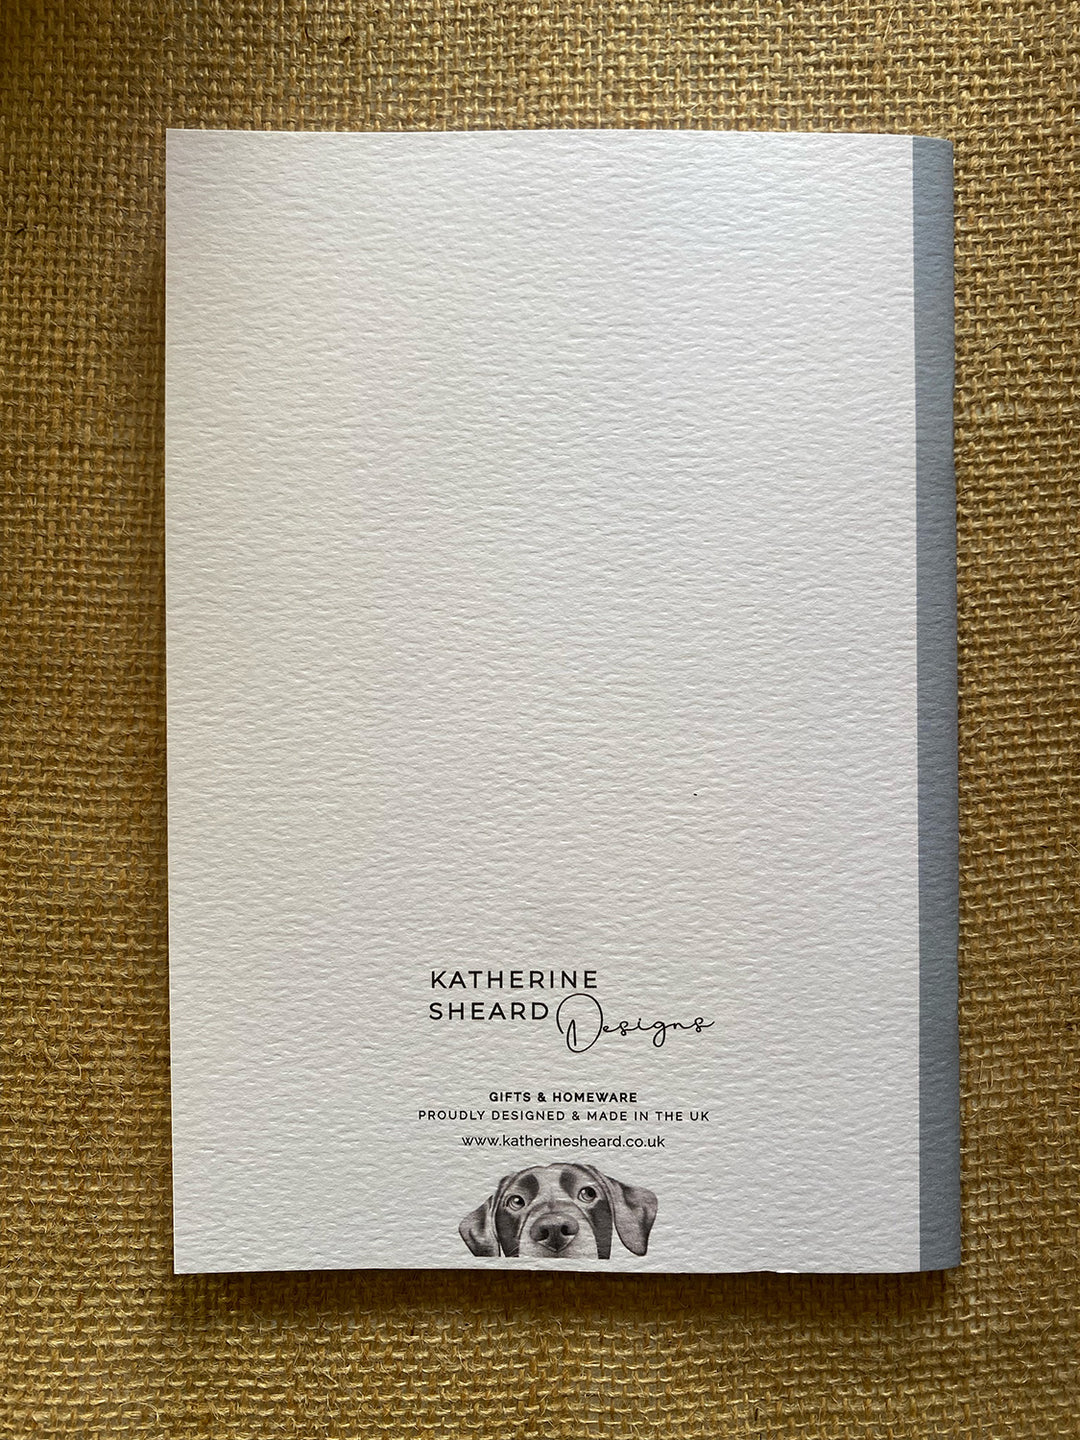 KATHERINE
SHEARD Designs
GIFTS & HOMEWARE
PROUDLY DESIGNED & MADE IN THE UK
www.katherinesheard.co.uk